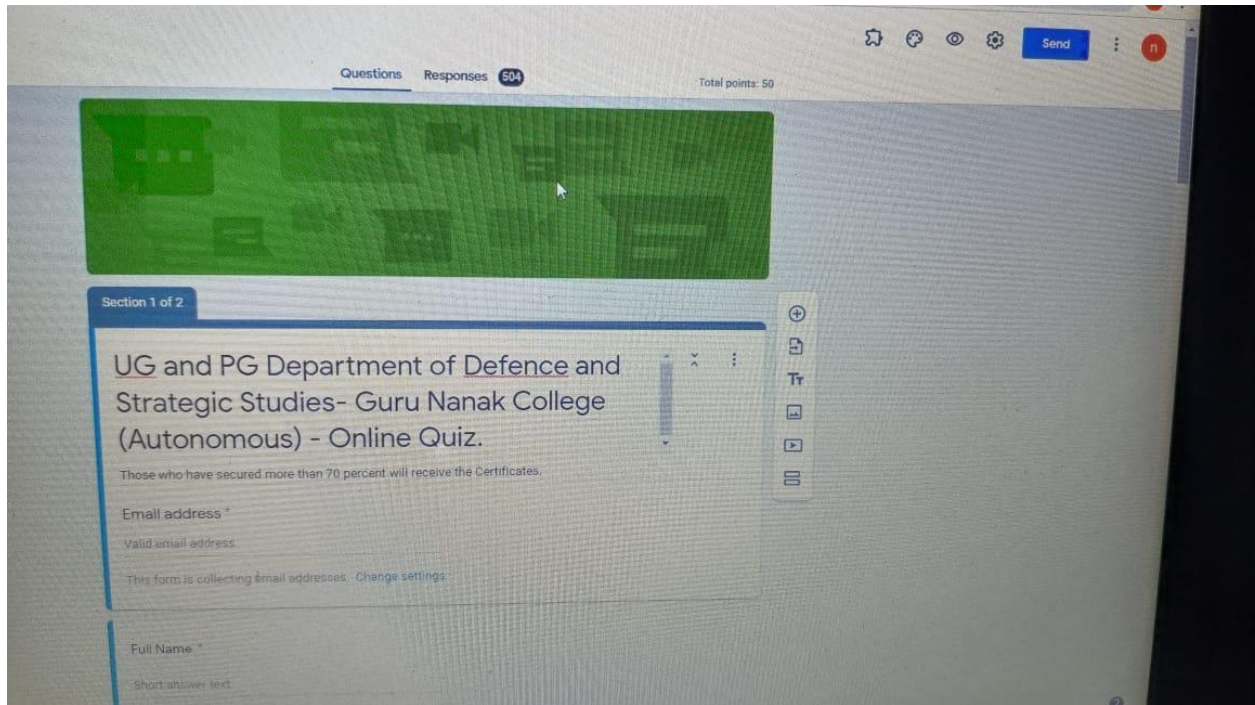 Send
n
Questions Responses 504
Total points: 50
Section 1 of 2
UG and PG Department of Defence and
Strategic Studies- Guru Nanak College
(Autonomous) - Online Quiz.
Tт
Those who have secured more than 70 percent will receive the Certificates.
Email address *
Valid email address
This form is collecting email addresses. Change settings
Full Name *
Short answer text